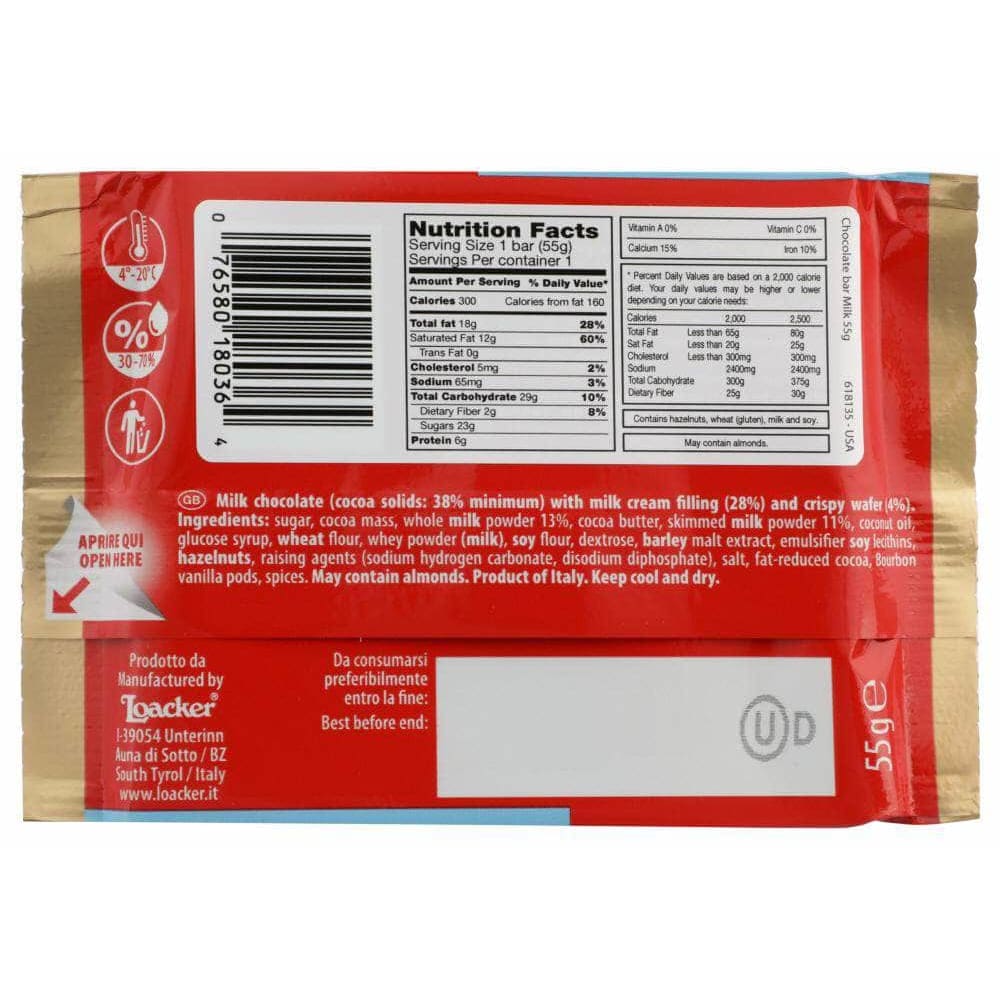 4°-20°C
%
30-70%
0 76580 18036 4
Nutrition Facts
Serving Size 1 bar (55g)
Servings Per container 1
Amount Per Serving % Daily Value*
Calories 300 Calories from fat 160
Total fat 18g 28%
Saturated Fat 12g 60%
Trans Fat 0g
Cholesterol 5mg 2%
Sodium 65mg 3%
Total Carbohydrate 29g 10%
Dietary Fiber 2g 8%
Sugars 23g
Protein 6g
Vitamin A 0% Vitamin C 0%
Calcium 15% Iron 10%
* Percent Daily Values are based on a 2,000 calorie
diet. Your daily values may be higher or lower
depending on your calorie needs:
Calories 2,000 2,500
Total Fat Less than 65g 80g
Sat Fat Less than 20g 25g
Cholesterol Less than 300mg 300mg
Sodium 2400mg 2400mg
Total Carbohydrate 300g 375g
Dietary Fiber 25g 30g
Contains hazelnuts, wheat (gluten), milk and soy.
May contain almonds.
Chocolate bar Milk 55g 618135 - USA
APRIRE QUI
OPEN HERE
GB Milk chocolate (cocoa solids: 38% minimum) with milk cream filling (28%) and crispy wafer (4%).
Ingredients: sugar, cocoa mass, whole milk powder 13%, cocoa butter, skimmed milk powder 11%, coconut oil,
glucose syrup, wheat flour, whey powder (milk), soy flour, dextrose, barley malt extract, emulsifier soy lecithins,
hazelnuts, raising agents (sodium hydrogen carbonate, disodium diphosphate), salt, fat-reduced cocoa, Bourbon
vanilla pods, spices. May contain almonds. Product of Italy. Keep cool and dry.
Prodotto da
Manufactured by
Loacker®
I-39054 Unterinn
Auna di Sotto / BZ
South Tyrol / Italy
www.loacker.it
Da consumarsi
preferibilmente
entro la fine:
Best before end:
U D
55g e